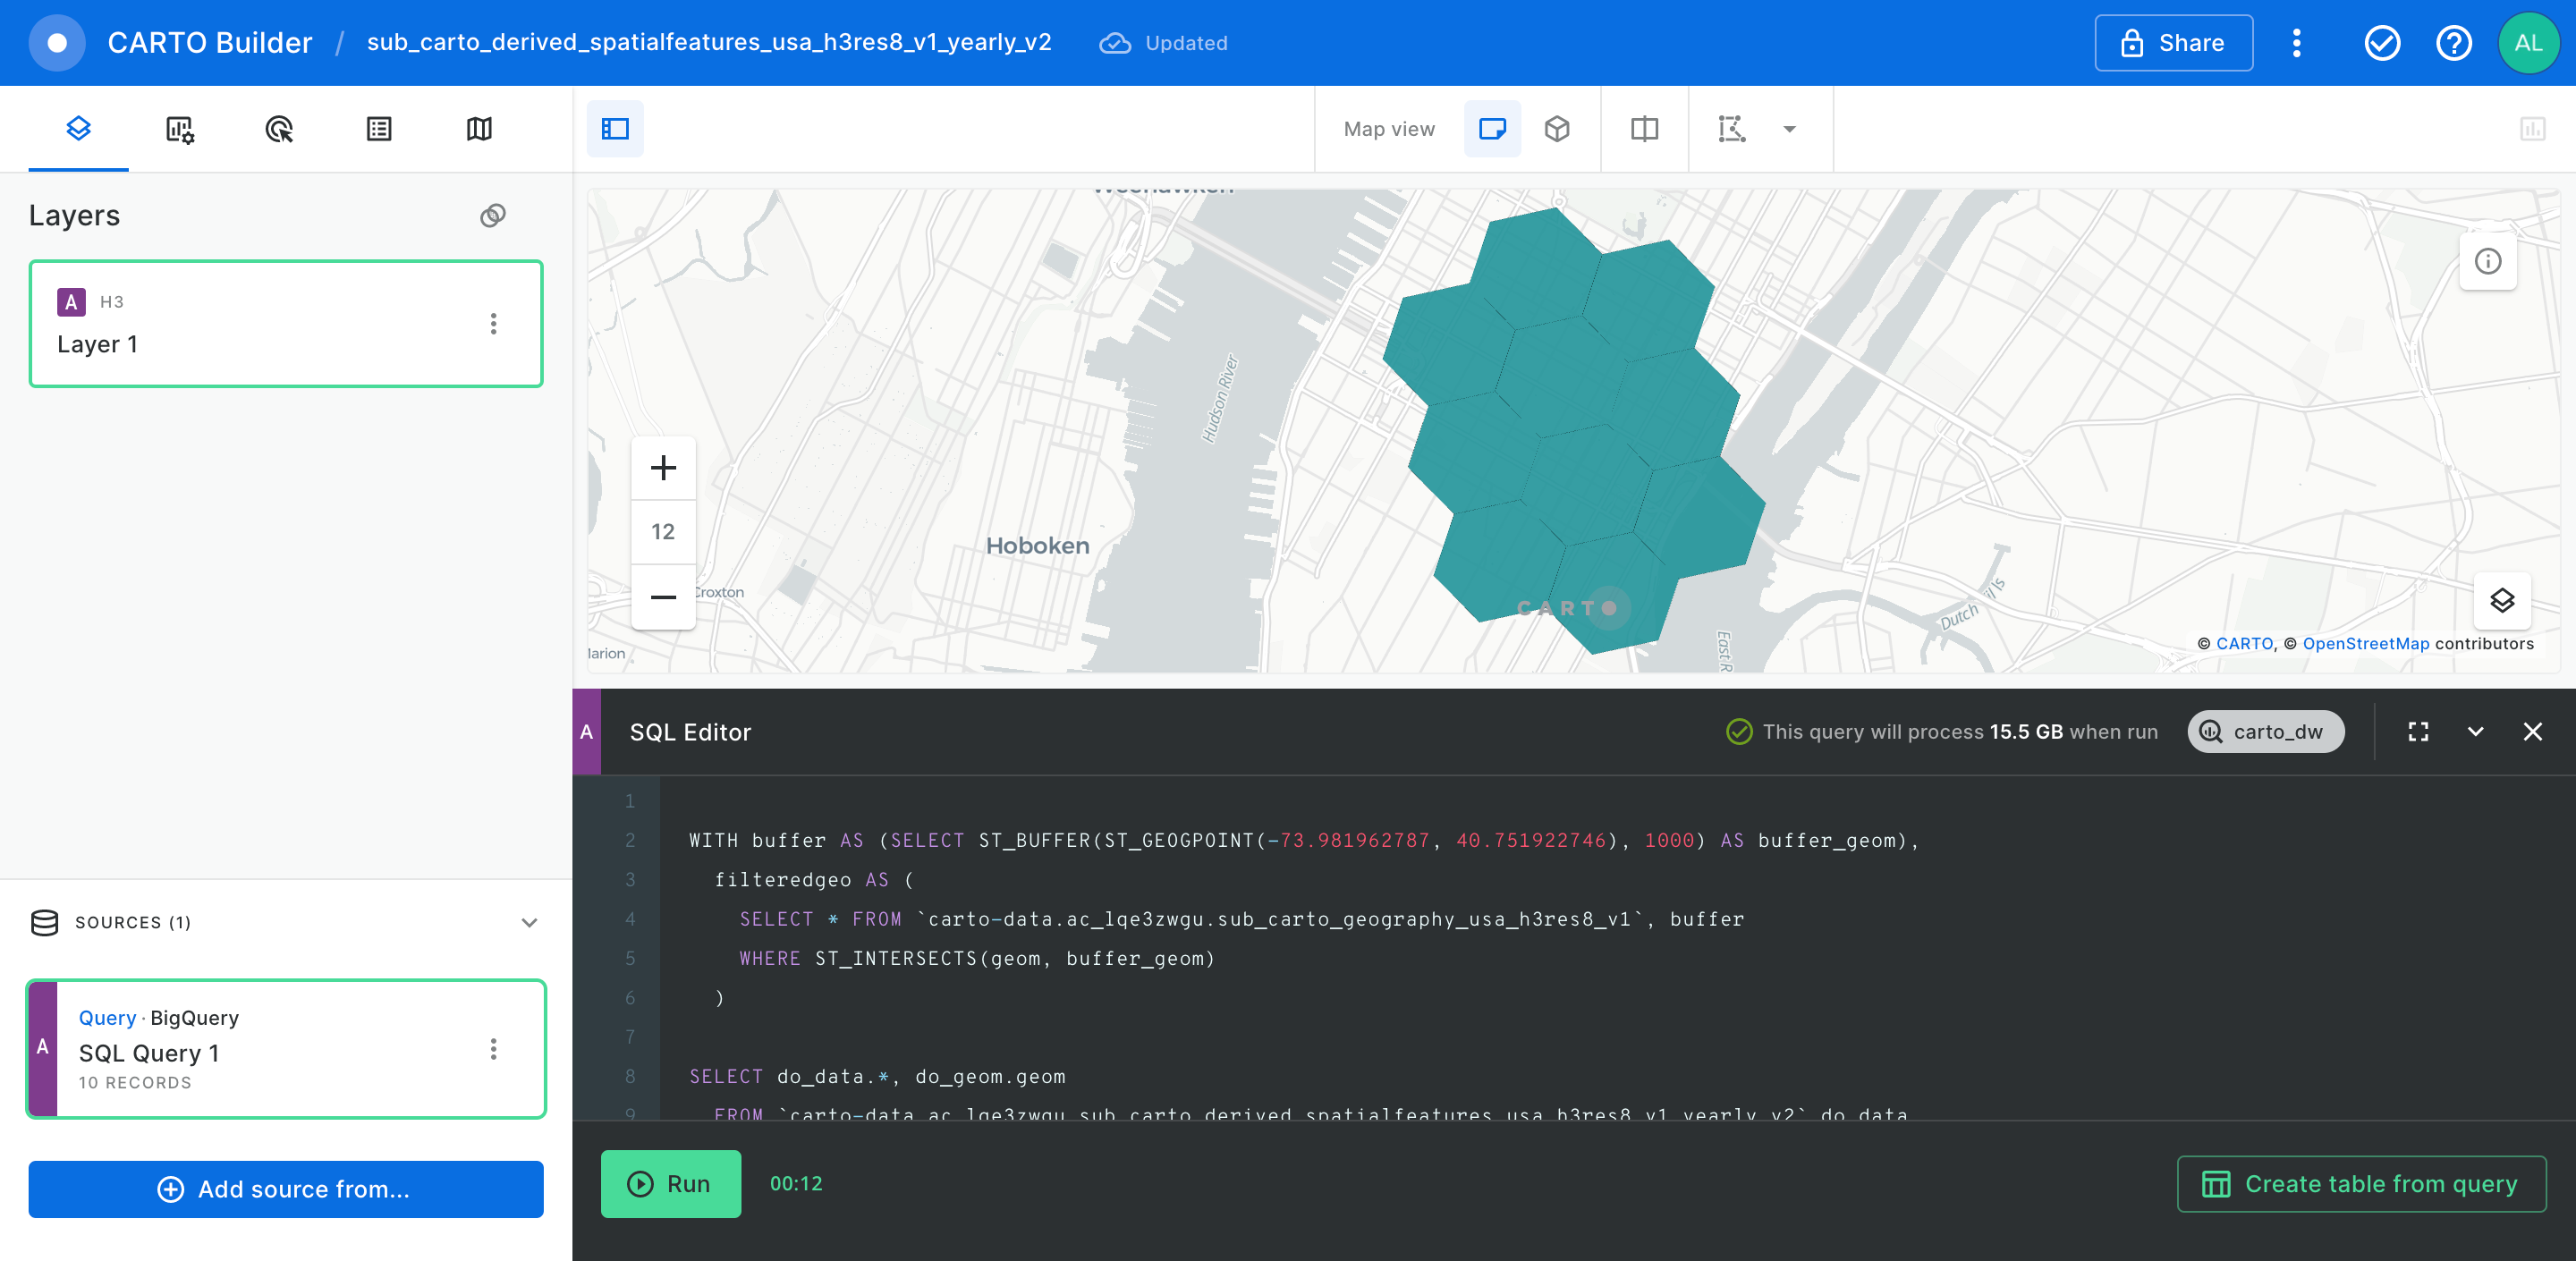 CARTO Builder / sub_carto_derived_spatialfeatures_usa_h3res8_v1_yearly_v2 Updated
Share
AL
Map view
Layers
A H3
Layer 1
Weehawken
Hudson River
Hoboken
Croxton
Marion
East R
Dutch
CARTO
+
12
−
© CARTO, © OpenStreetMap contributors
A SQL Editor
This query will process 15.5 GB when run
carto_dw
1
2 WITH buffer AS (SELECT ST_BUFFER(ST_GEOGPOINT(-73.981962787, 40.751922746), 1000) AS buffer_geom),
3 filteredgeo AS (
4 SELECT * FROM `carto-data.ac_lqe3zwgu.sub_carto_geography_usa_h3res8_v1`, buffer
5 WHERE ST_INTERSECTS(geom, buffer_geom)
6 )
7
8 SELECT do_data.*, do_geom.geom
9 FROM `carto-data.ac_lqe3zwgu.sub_carto_derived_spatialfeatures_usa_h3res8_v1_yearly_v2` do_data
Run
00:12
Create table from query
SOURCES (1)
A
Query · BigQuery
SQL Query 1
10 RECORDS
Add source from...